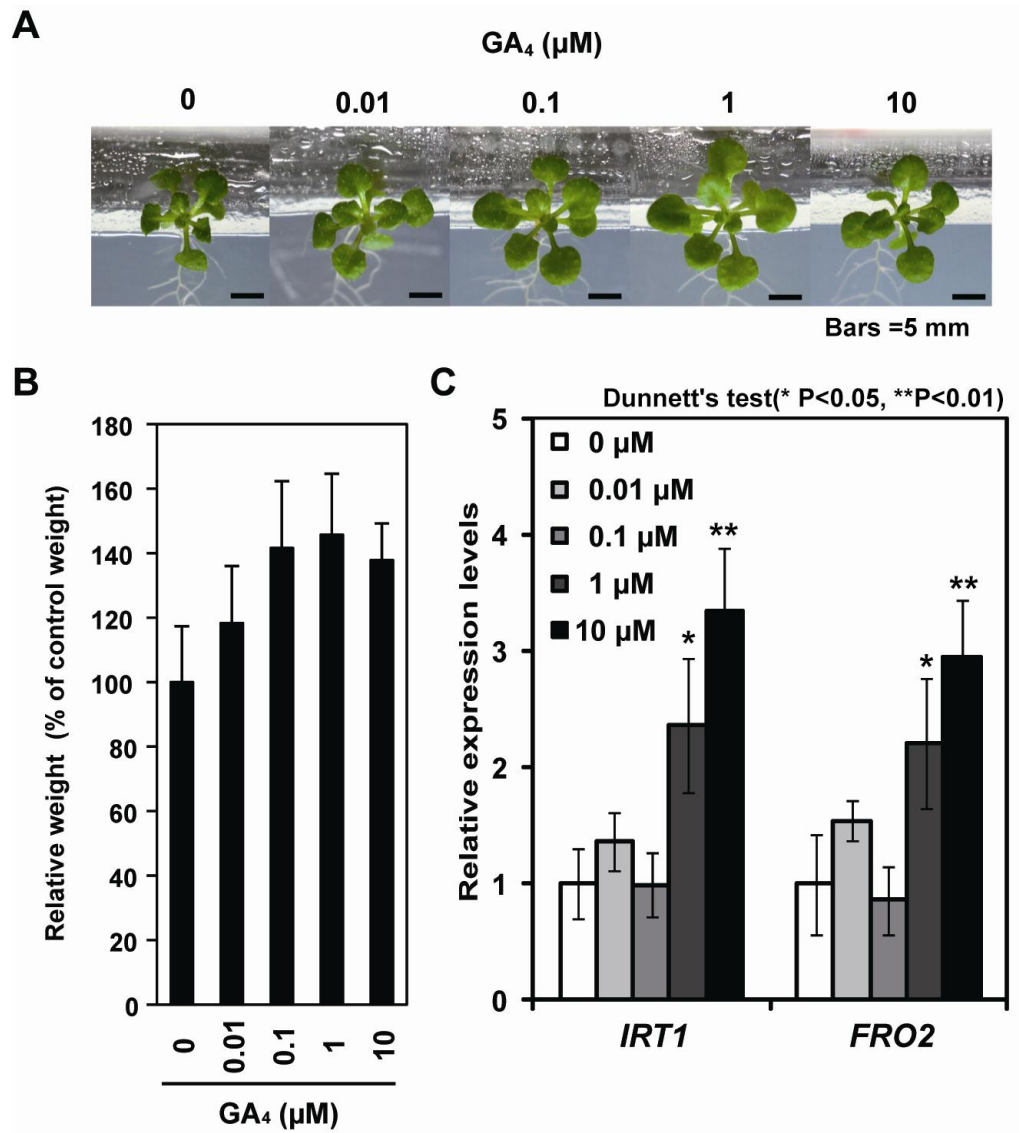 A
GA₄ (µM)
0 0.01 0.1 1 10
Bars =5 mm
B
Relative weight (% of control weight)
180
160
140
120
100
80
60
40
20
0
0 0.01 0.1 1 10
GA₄ (µM)
C
Dunnett's test(* P<0.05, **P<0.01)
Relative expression levels
5
4
3
2
1
0
0 µM
0.01 µM
0.1 µM
1 µM
10 µM
* **
* **
IRT1 FRO2